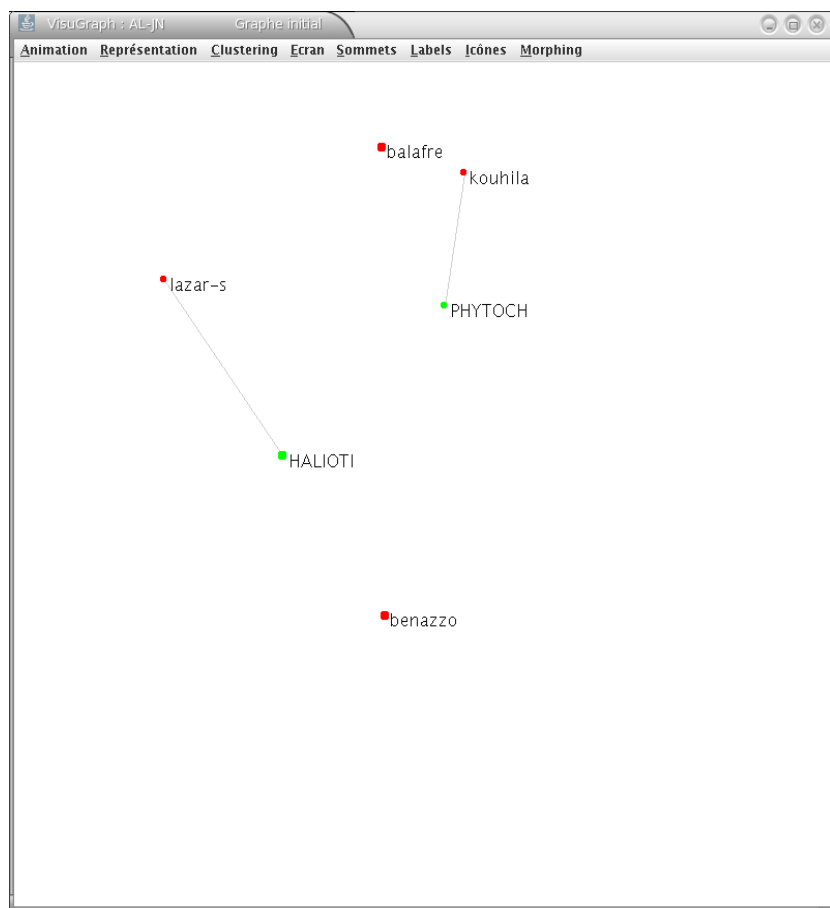 VisuGraph : AL-JN Graphe initial
Animation Représentation Clustering Ecran Sommets Labels Icônes Morphing
balafre
kouhila
lazar-s
PHYTOCH
HALIOTI
benazzo